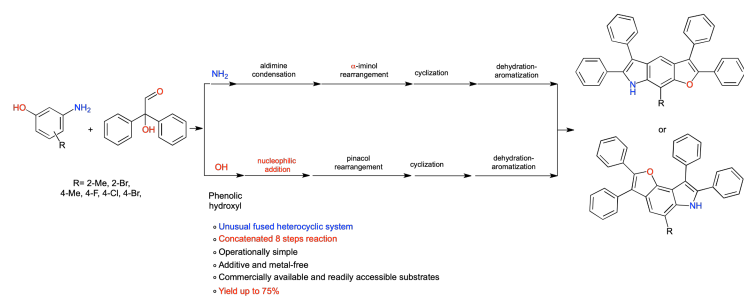 NH2
aldimine
condensation
α-iminol
rearrangement
cyclization
dehydration-
aromatization
HO
NH2
R
+
O
OH
N
H
O
R
or
OH
nucleophilic
addition
pinacol
rearrangement
cyclization
dehydration-
aromatization
O
NH
R
R= 2-Me, 2-Br,
4-Me, 4-F, 4-Cl, 4-Br,
Phenolic
hydroxyl
Unusual fused heterocyclic system
Concatenated 8 steps reaction
Operationally simple
Additive and metal-free
Commercially available and readily accessible substrates
Yield up to 75%